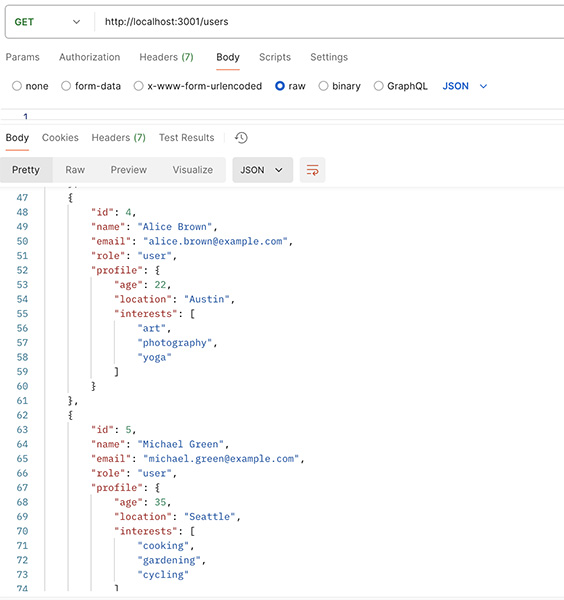 GET http://localhost:3001/users
Params Authorization Headers (7) Body Scripts Settings
none form-data x-www-form-urlencoded raw binary GraphQL JSON
1
Body Cookies Headers (7) Test Results
Pretty Raw Preview Visualize JSON
47 {
48 "id": 4,
49 "name": "Alice Brown",
50 "email": "alice.brown@example.com",
51 "role": "user",
52 "profile": {
53 "age": 22,
54 "location": "Austin",
55 "interests": [
56 "art",
57 "photography",
58 "yoga"
59 ]
60 }
61 },
62 {
63 "id": 5,
64 "name": "Michael Green",
65 "email": "michael.green@example.com",
66 "role": "user",
67 "profile": {
68 "age": 35,
69 "location": "Seattle",
70 "interests": [
71 "cooking",
72 "gardening",
73 "cycling"
74 ]